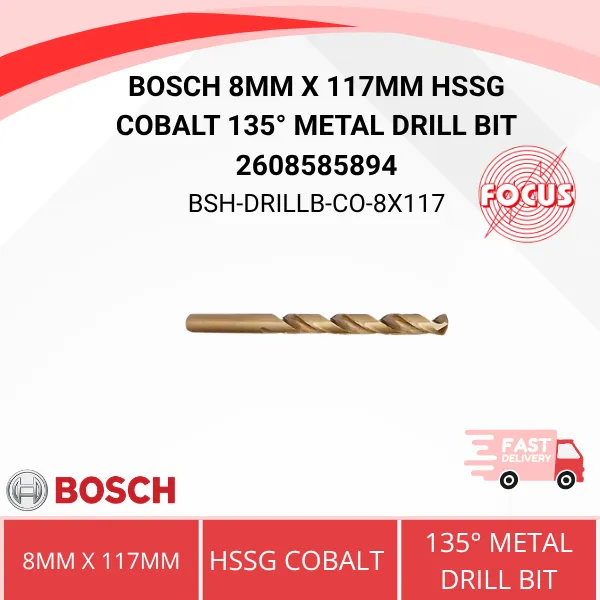 BOSCH 8MM X 117MM HSSG
COBALT 135° METAL DRILL BIT
2608585894
BSH-DRILLB-CO-8X117
FOCUS
FAST
DELIVERY
BOSCH
8MM X 117MM
HSSG COBALT
135° METAL
DRILL BIT